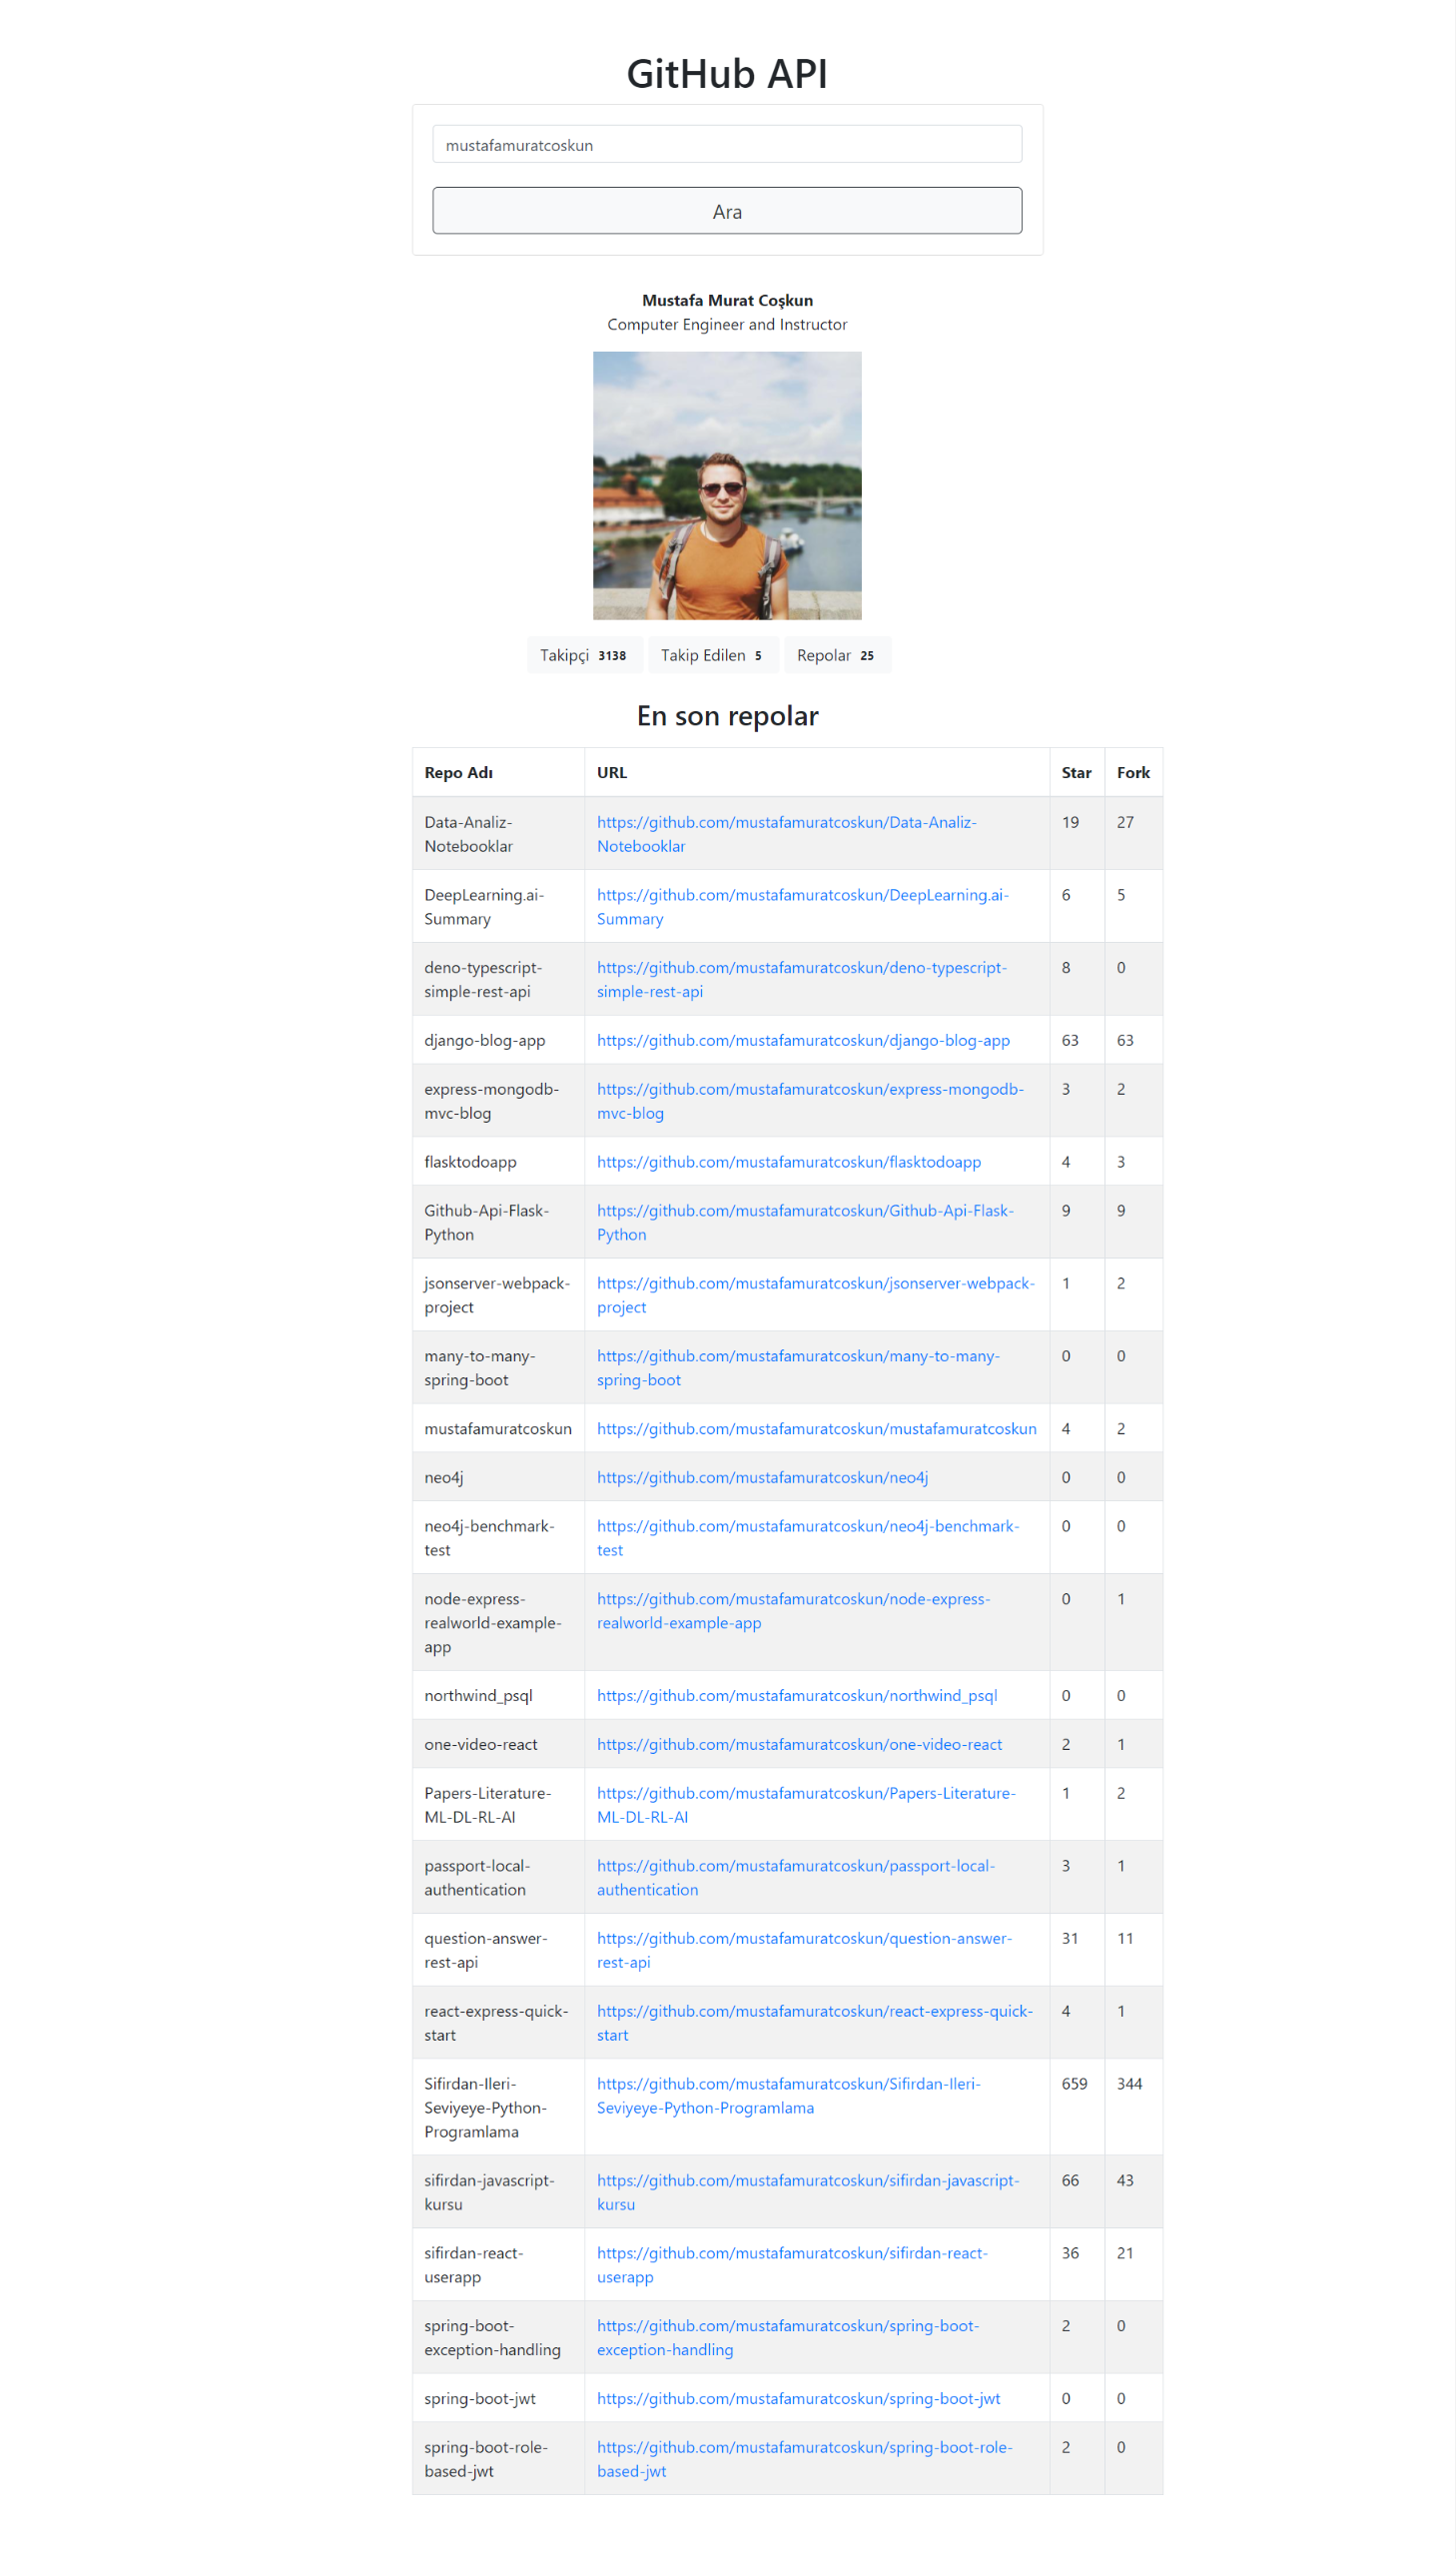 GitHub API
mustafamuratcoskun
Ara
Mustafa Murat Coşkun
Computer Engineer and Instructor
Takipçi 3138 Takip Edilen 5 Repolar 25
En son repolar
Repo Adı URL Star Fork
Data-Analiz- https://github.com/mustafamuratcoskun/Data-Analiz- 19 27
Notebooklar Notebooklar
DeepLearning.ai- https://github.com/mustafamuratcoskun/DeepLearning.ai- 6 5
Summary Summary
deno-typescript- https://github.com/mustafamuratcoskun/deno-typescript- 8 0
simple-rest-api simple-rest-api
django-blog-app https://github.com/mustafamuratcoskun/django-blog-app 63 63
express-mongodb- https://github.com/mustafamuratcoskun/express-mongodb- 3 2
mvc-blog mvc-blog
flasktodoapp https://github.com/mustafamuratcoskun/flasktodoapp 4 3
Github-Api-Flask- https://github.com/mustafamuratcoskun/Github-Api-Flask- 9 9
Python Python
jsonserver-webpack- https://github.com/mustafamuratcoskun/jsonserver-webpack- 1 2
project project
many-to-many- https://github.com/mustafamuratcoskun/many-to-many- 0 0
spring-boot spring-boot
mustafamuratcoskun https://github.com/mustafamuratcoskun/mustafamuratcoskun 4 2
neo4j https://github.com/mustafamuratcoskun/neo4j 0 0
neo4j-benchmark- https://github.com/mustafamuratcoskun/neo4j-benchmark- 0 0
test test
node-express- https://github.com/mustafamuratcoskun/node-express- 0 1
realworld-example- realworld-example-app
app
northwind_psql https://github.com/mustafamuratcoskun/northwind_psql 0 0
one-video-react https://github.com/mustafamuratcoskun/one-video-react 2 1
Papers-Literature- https://github.com/mustafamuratcoskun/Papers-Literature- 1 2
ML-DL-RL-AI ML-DL-RL-AI
passport-local- https://github.com/mustafamuratcoskun/passport-local- 3 1
authentication authentication
question-answer- https://github.com/mustafamuratcoskun/question-answer- 31 11
rest-api rest-api
react-express-quick- https://github.com/mustafamuratcoskun/react-express-quick- 4 1
start start
Sifirdan-Ileri- https://github.com/mustafamuratcoskun/Sifirdan-Ileri- 659 344
Seviyeye-Python- Seviyeye-Python-Programlama
Programlama
sifirdan-javascript- https://github.com/mustafamuratcoskun/sifirdan-javascript- 66 43
kursu kursu
sifirdan-react- https://github.com/mustafamuratcoskun/sifirdan-react- 36 21
userapp userapp
spring-boot- https://github.com/mustafamuratcoskun/spring-boot- 2 0
exception-handling exception-handling
spring-boot-jwt https://github.com/mustafamuratcoskun/spring-boot-jwt 0 0
spring-boot-role- https://github.com/mustafamuratcoskun/spring-boot-role- 2 0
based-jwt based-jwt